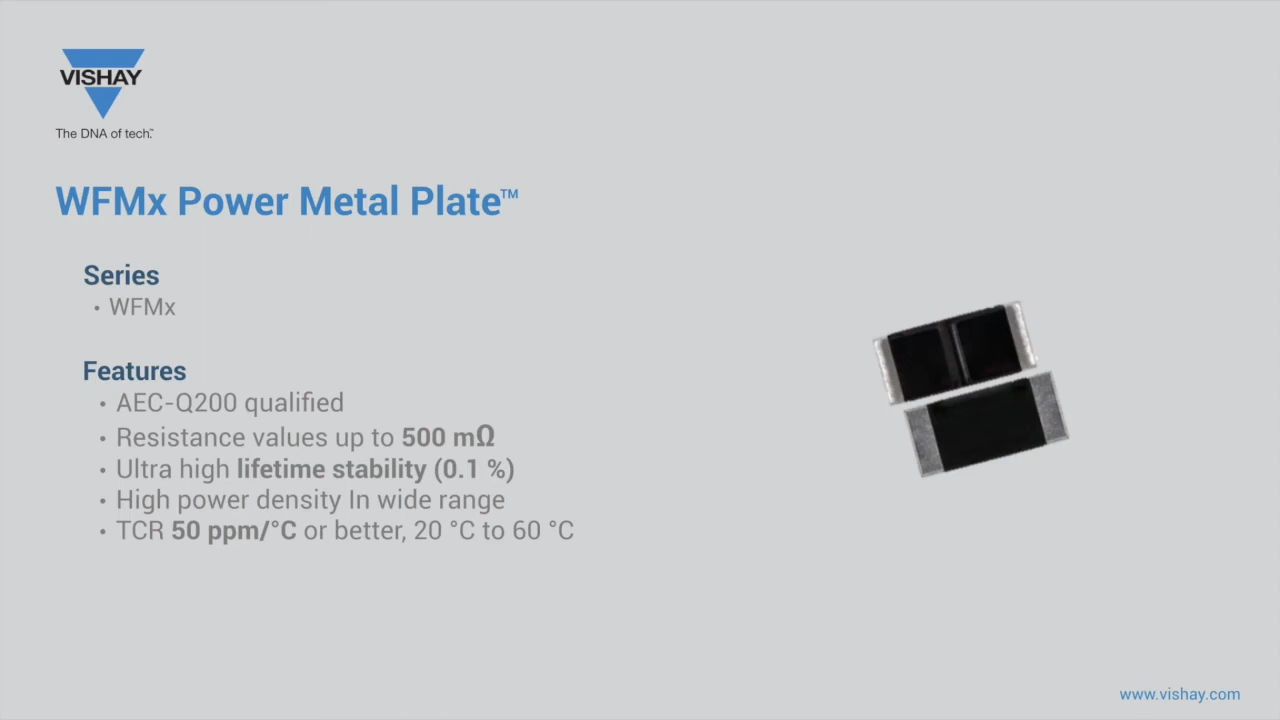 VISHAY
The DNA of tech™
WFMx Power Metal Plate™
Series
• WFMx
Features
• AEC-Q200 qualified
• Resistance values up to 500 mΩ
• Ultra high lifetime stability (0.1 %)
• High power density In wide range
• TCR 50 ppm/°C or better, 20 °C to 60 °C
www.vishay.com